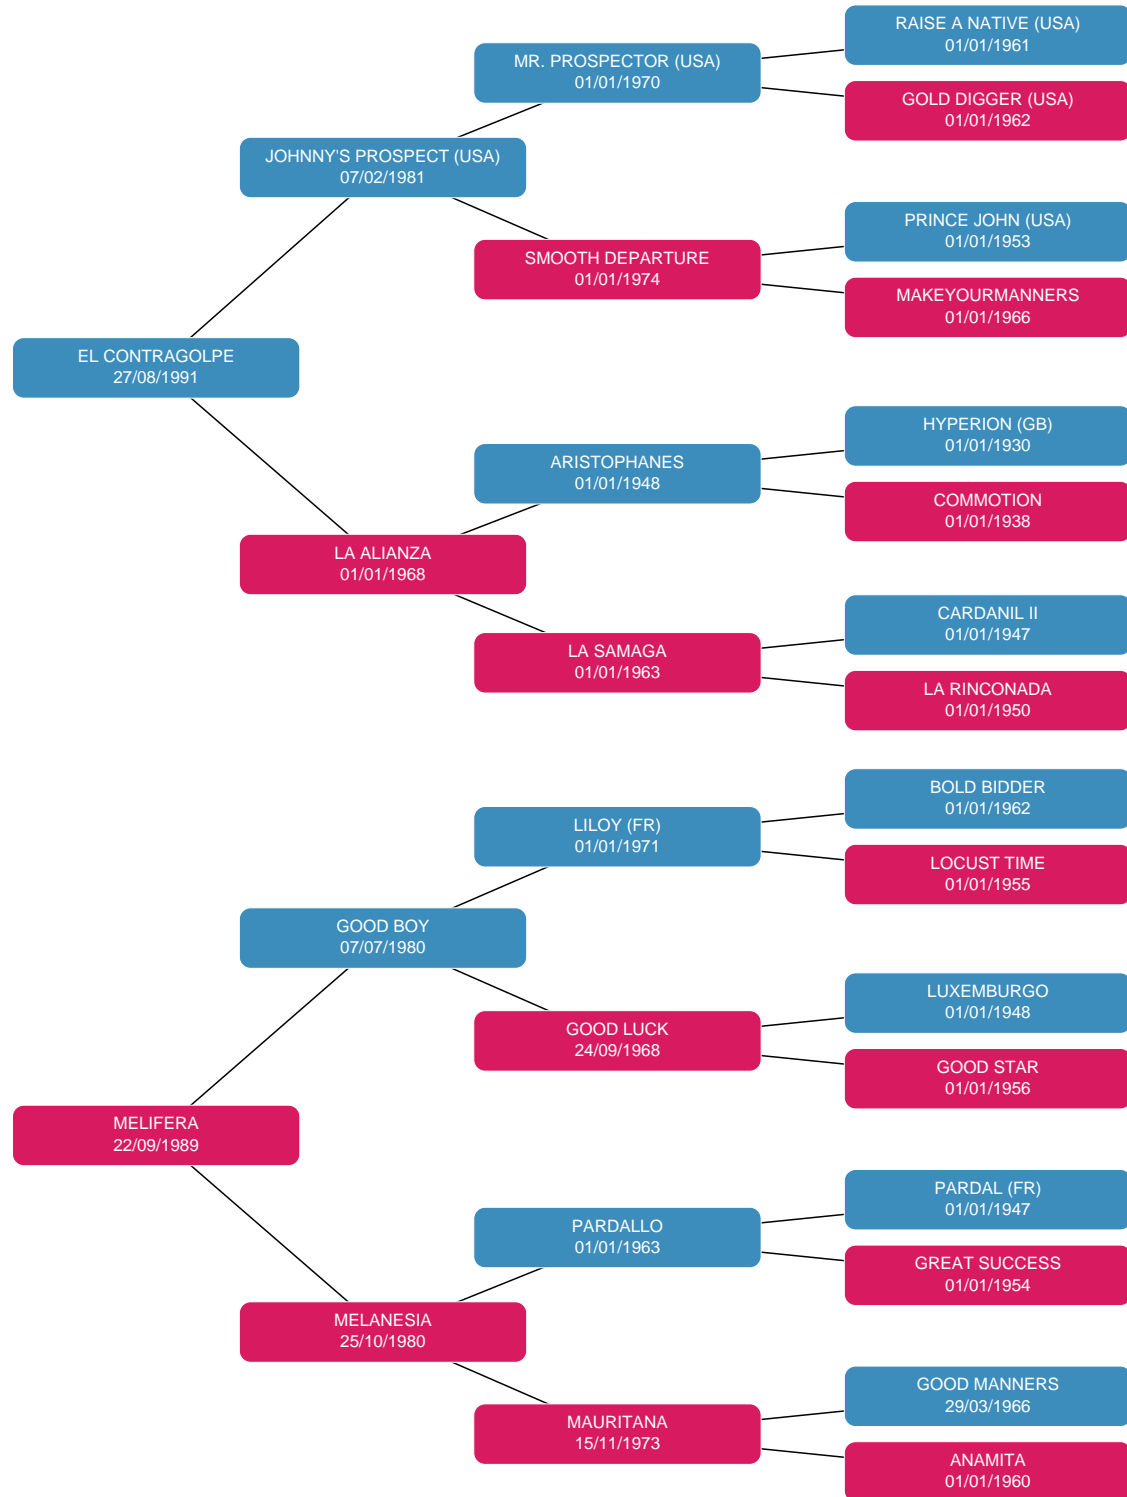 RAISE A NATIVE (USA)
01/01/1961
MR. PROSPECTOR (USA)
01/01/1970
GOLD DIGGER (USA)
01/01/1962
JOHNNY'S PROSPECT (USA)
07/02/1981
PRINCE JOHN (USA)
01/01/1953
SMOOTH DEPARTURE
01/01/1974
MAKEYOURMANNERS
01/01/1966
EL CONTRAGOLPE
27/08/1991
HYPERION (GB)
01/01/1930
ARISTOPHANES
01/01/1948
COMMOTION
01/01/1938
LA ALIANZA
01/01/1968
CARDANIL II
01/01/1947
LA SAMAGA
01/01/1963
LA RINCONADA
01/01/1950
BOLD BIDDER
01/01/1962
LILOY (FR)
01/01/1971
LOCUST TIME
01/01/1955
GOOD BOY
07/07/1980
LUXEMBURGO
01/01/1948
GOOD LUCK
24/09/1968
GOOD STAR
01/01/1956
MELIFERA
22/09/1989
PARDAL (FR)
01/01/1947
PARDALLO
01/01/1963
GREAT SUCCESS
01/01/1954
MELANESIA
25/10/1980
GOOD MANNERS
29/03/1966
MAURITANA
15/11/1973
ANAMITA
01/01/1960